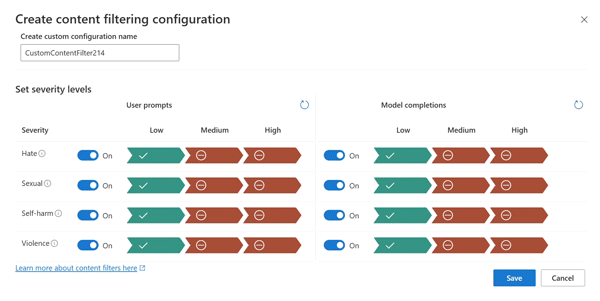 Create content filtering configuration
Create custom configuration name
CustomContentFilter214
Set severity levels
User prompts Model completions
Severity Low Medium High Low Medium High
Hate On On
Sexual On On
Self-harm On On
Violence On On
Learn more about content filters here
Save Cancel